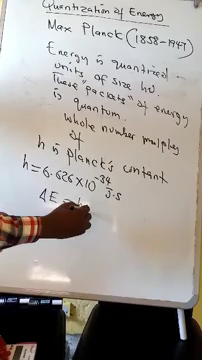 Quantization of Energy
Max Planck (1858-1947)
Energy is quantized
units of size hν.
These "packets" of energy
is quantum.
whole number multiples
of
h is planck's contant
h = 6.626 x 10^-34 J.S
ΔE =